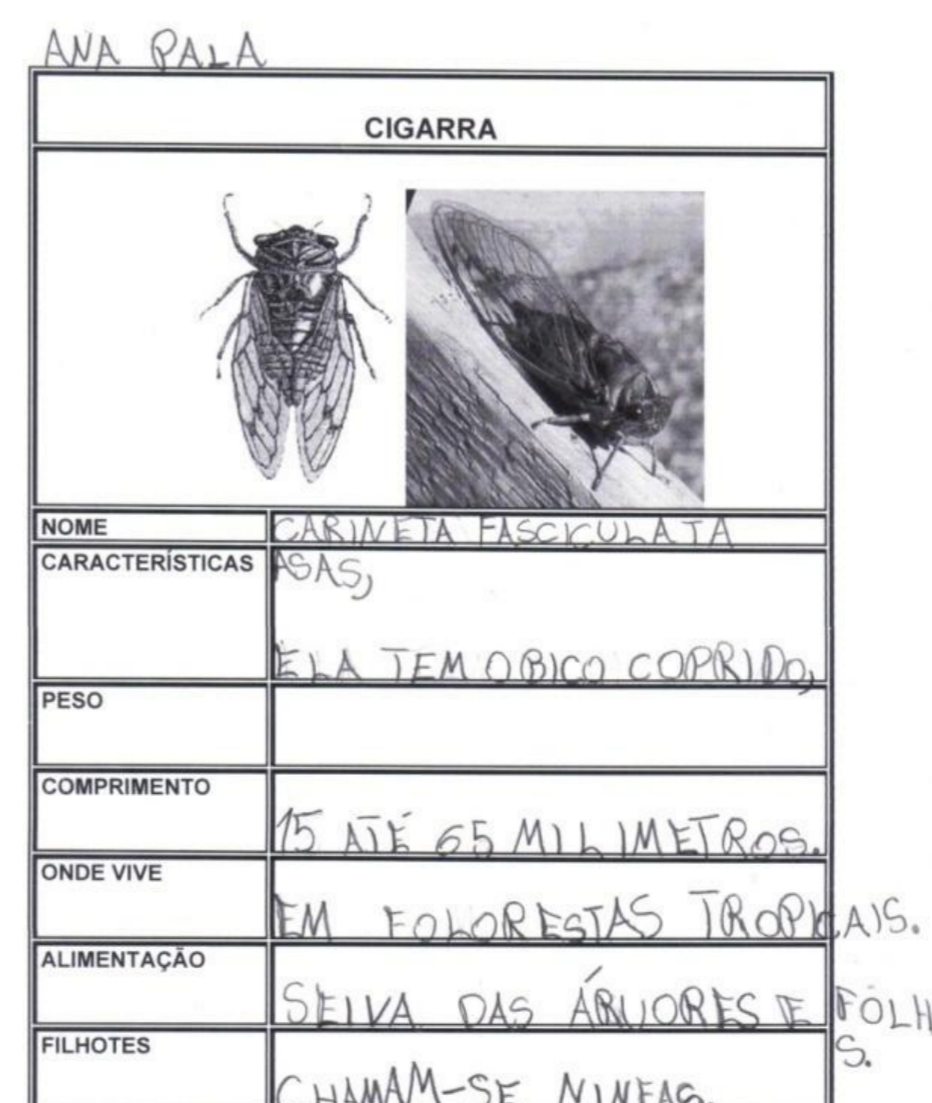 ANA PALA
CIGARRA
NOME
CARINETA FASCICULATA
CARACTERÍSTICAS
ASAS,
ELA TEM O BICO COPRIDO,
PESO
COMPRIMENTO
15 ATÉ 65 MILIMETROS.
ONDE VIVE
EM FOLORESTAS TROPICAIS.
ALIMENTAÇÃO
SEIVA DAS ÁRVORES E FOLH
S.
FILHOTES
CHAMAM-SE NINFAS.